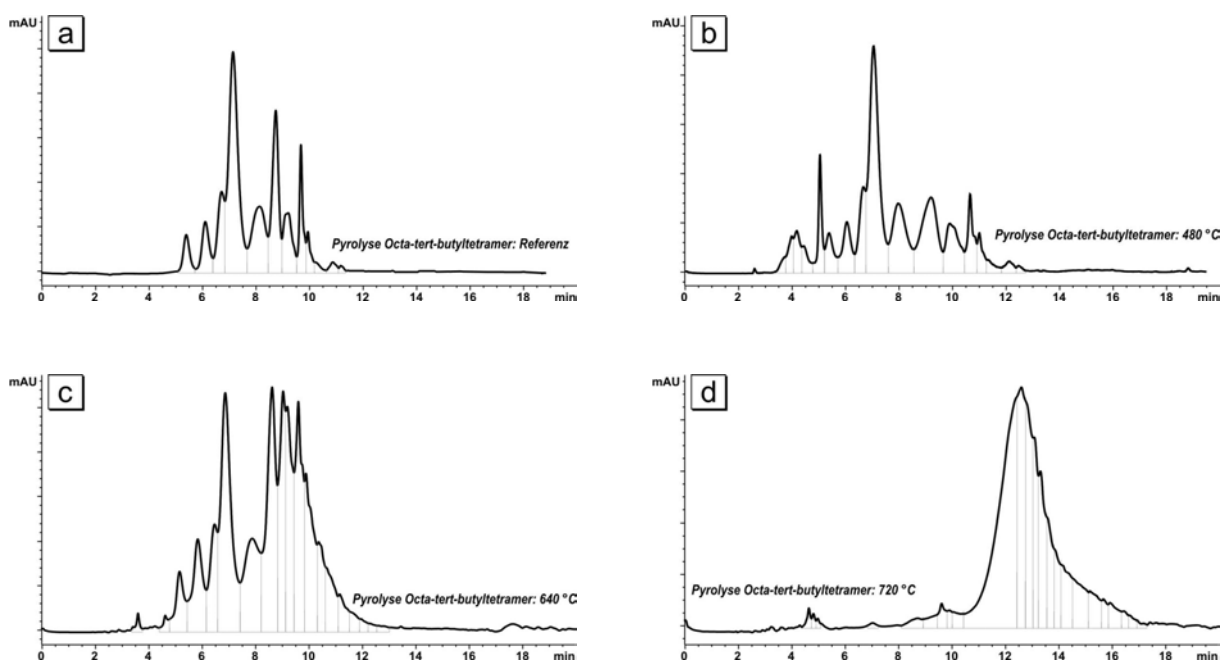 mAU
a
Pyrolyse Octa-tert-butyltetramer: Referenz
0 2 4 6 8 10 12 14 16 18 min
mAU
b
Pyrolyse Octa-tert-butyltetramer: 480 °C
0 2 4 6 8 10 12 14 16 18 min
mAU
c
Pyrolyse Octa-tert-butyltetramer: 640 °C
0 2 4 6 8 10 12 14 16 18 min
mAU
d
Pyrolyse Octa-tert-butyltetramer: 720 °C
0 2 4 6 8 10 12 14 16 18 min